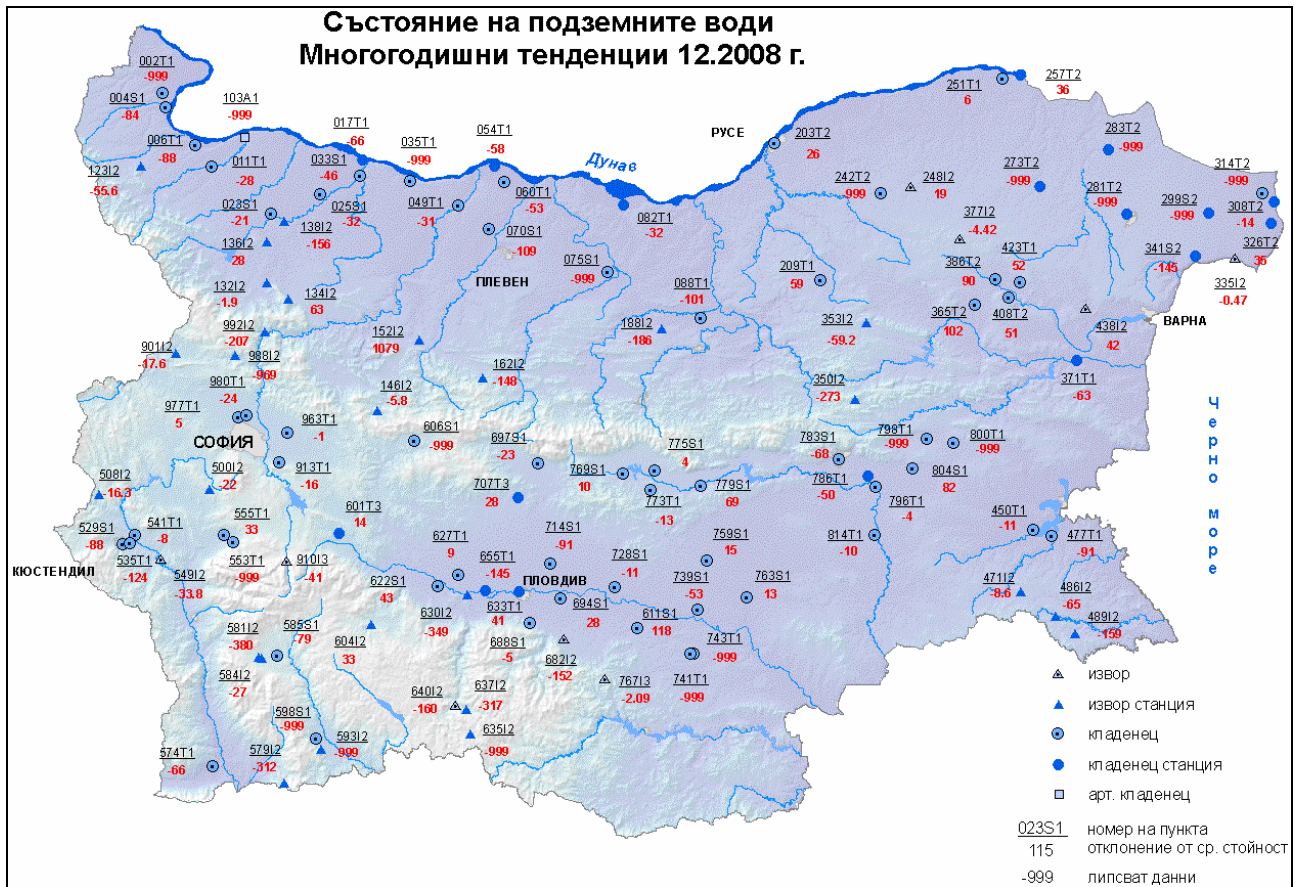 Състояние на подземните води
Многогодишни тенденции 12.2008 г.
002T1
-999
004S1
-84
103A1
-999
006T1
-88
011T1
-28
123I2
-55.6
017T1
-66
033S1
-46
035T1
-999
054T1
-58
Дунав
РУСЕ
203T2
26
251T1
6
257T2
36
283T2
-999
273T2
-999
281T2
-999
299S2
-999
314T2
-999
308T2
-14
326T2
35
341S2
-145
335I2
-0.47
242T2
-999
248I2
19
377I2
-4.42
423T1
52
386T2
90
365T2
102
408T2
51
438I2
42
ВАРНА
023S1
-21
025S1
-32
138I2
-156
136I2
28
049T1
-31
060T1
-53
070S1
-109
ПЛЕВЕН
075S1
-999
082T1
-32
088T1
-101
209T1
59
132I2
-1.9
134I2
63
992I2
-207
988I2
-969
901I2
-17.6
152I2
1079
162I2
-148
188I2
-186
353I2
-59.2
350I2
-273
371T1
-63
980T1
-24
977T1
5
СОФИЯ
963T1
-1
913T1
-16
146I2
-5.8
606S1
-999
697S1
-23
775S1
4
769S1
10
773T1
-13
779S1
69
783S1
-68
798T1
-999
800T1
-999
804S1
82
786T1
-50
796T1
-4
Черно море
508I2
-16.3
500I2
-22
601T3
14
707T3
28
529S1
-88
541T1
-8
535T1
-124
КЮСТЕНДИЛ
549I2
-33.8
555T1
33
553T1
-999
910I3
-41
622S1
43
627T1
9
655T1
-145
714S1
-91
ПЛОВДИВ
728S1
-11
759S1
15
739S1
-53
763S1
13
814T1
-10
450T1
-11
477T1
-91
471I2
-8.6
486I2
-65
489I2
-159
630I2
-349
633T1
41
694S1
28
611S1
118
688S1
-5
682I2
-152
743T1
-999
741T1
-999
767I3
-2.09
581I2
-380
585S1
-79
604I2
33
584I2
-27
640I2
-160
637I2
-317
635I2
-999
598S1
-999
593I2
-999
579I2
-312
574T1
-66
извор
извор станция
кладенец
кладенец станция
арт. кладенец
023S1 номер на пункта
115 отклонение от ср. стойност
-999 липсват данни